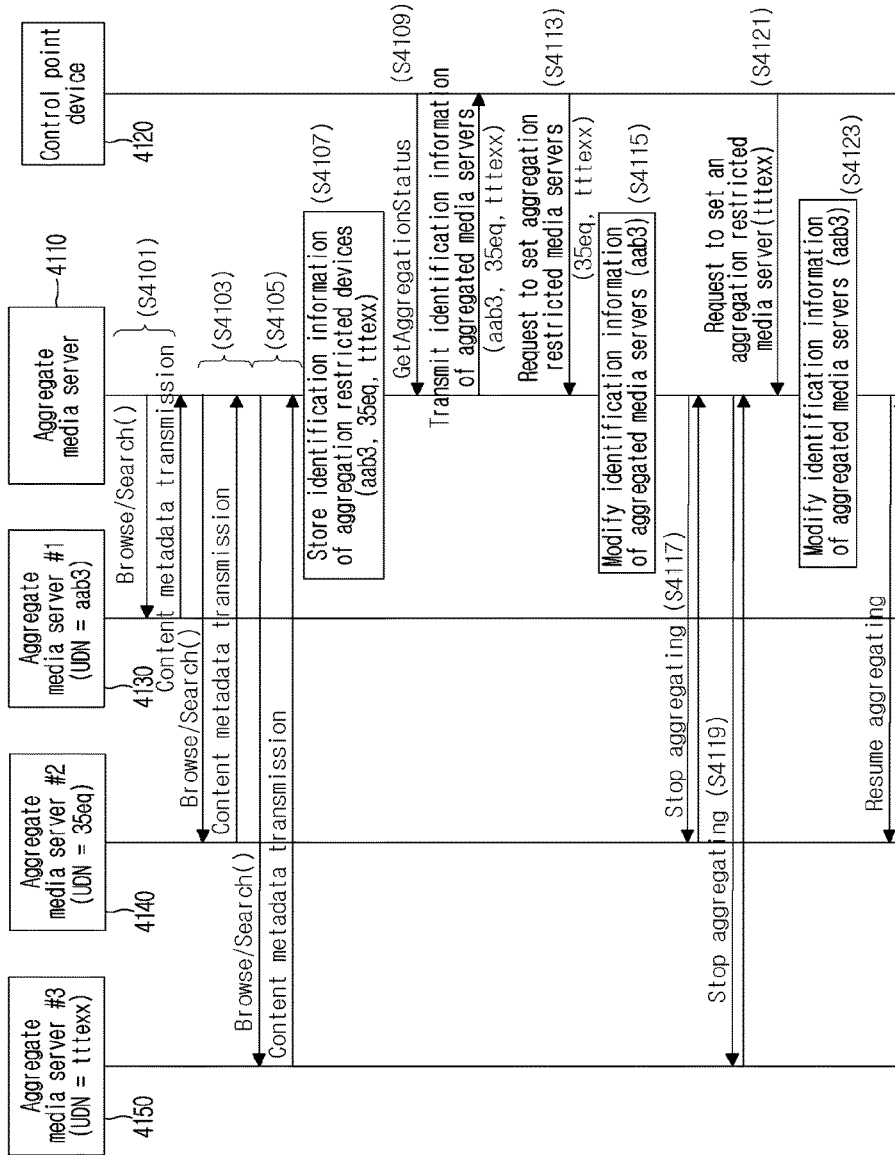 Aggregate
media server #3
(UDN = tttexx)
4150
Aggregate
media server #2
(UDN = 35eq)
4140
Aggregate
media server #1
(UDN = aab3)
4130
Aggregate
media server
4110
Control point
device
4120
Browse/Search()
(S4101)
Content metadata transmission
Browse/Search()
(S4103)
Content metadata transmission
Browse/Search()
(S4105)
Content metadata transmission
Store identification information
of aggregation restricted devices
(aab3, 35eq, tttexx)
(S4107)
GetAggregationStatus
(S4109)
Transmit identification information
of aggregated media servers
(aab3, 35eq, tttexx)
Request to set aggregation
restricted media servers
(35eq, tttexx)
(S4113)
Modify identification information
of aggregated media servers (aab3)
(S4115)
Stop aggregating (S4117)
Stop aggregating (S4119)
Request to set an
aggregation restricted
media server(tttexx)
(S4121)
Modify identification information
of aggregated media servers (aab3)
(S4123)
Resume aggregating